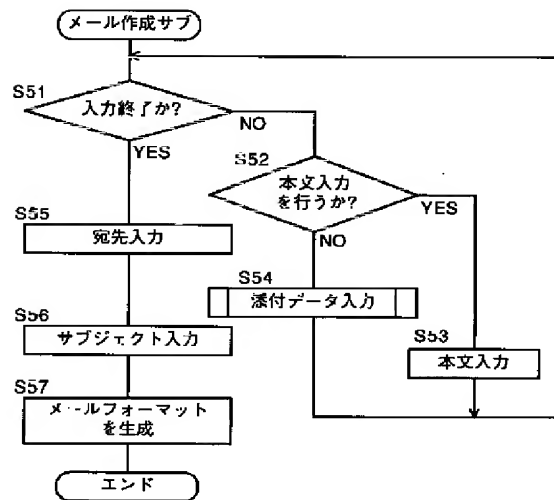 メール作成サブ
S51
入力終了か?
NO
YES
S52
本文入力
を行うか?
YES
NO
S55
宛先入力
S54
添付データ入力
S56
サブジェクト入力
S53
本文入力
S57
メールフォーマット
を生成
エンド